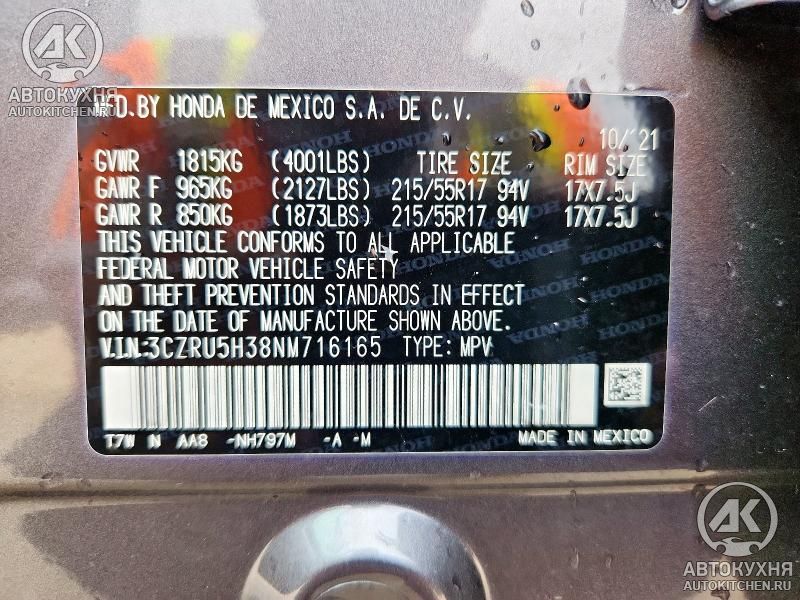 АК
АВТОКУХНЯ
AUTOKITCHEN.RU
MFD.BY HONDA DE MEXICO S.A. DE C.V.
10/'21
GVWR 1815KG (4001LBS) TIRE SIZE RIM SIZE
GAWR F 965KG (2127LBS) 215/55R17 94V 17X7.5J
GAWR R 850KG (1873LBS) 215/55R17 94V 17X7.5J
THIS VEHICLE CONFORMS TO ALL APPLICABLE
FEDERAL MOTOR VEHICLE SAFETY
AND THEFT PREVENTION STANDARDS IN EFFECT
ON THE DATE OF MANUFACTURE SHOWN ABOVE.
V.I.N:3CZRU5H38NM716165 TYPE: MPV
T7W N AA8 -NH797M -A -M
MADE IN MEXICO
АК
АВТОКУХНЯ
AUTOKITCHEN.RU